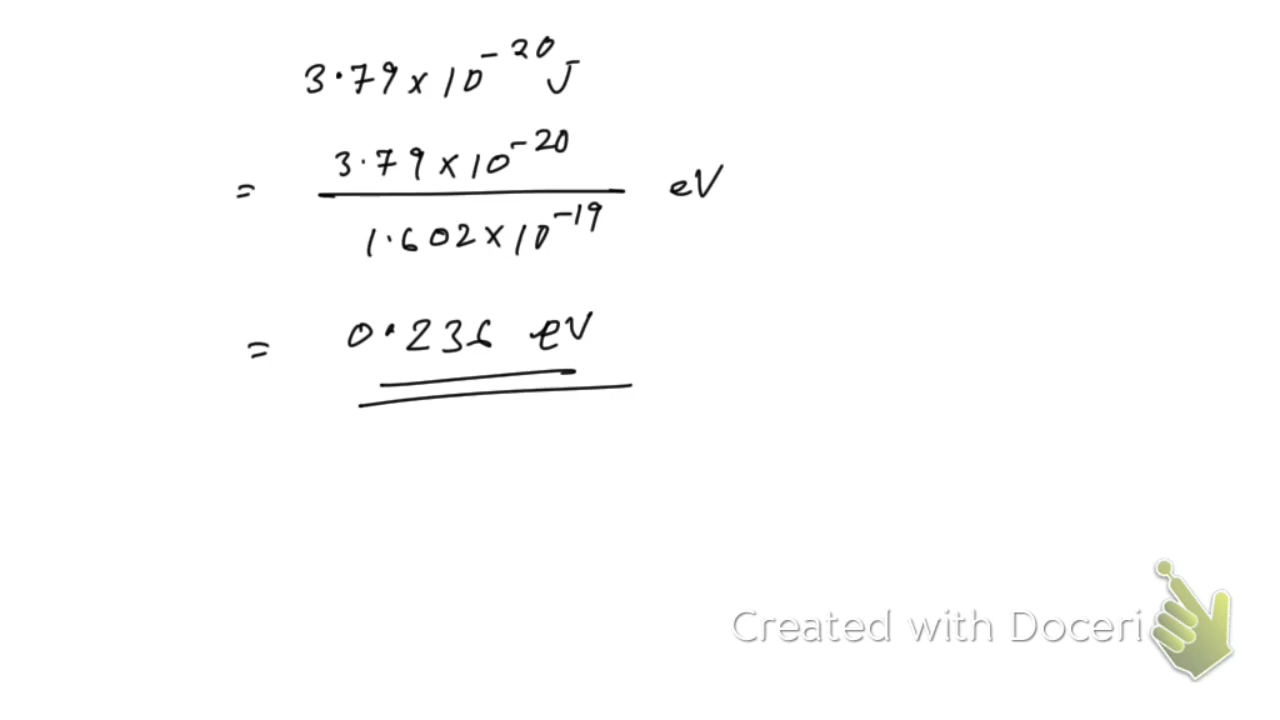 3.79 × 10⁻²⁰ J
= 3.79 × 10⁻²⁰ / 1.602 × 10⁻¹⁹ eV
= 0.236 eV
Created with Doceri